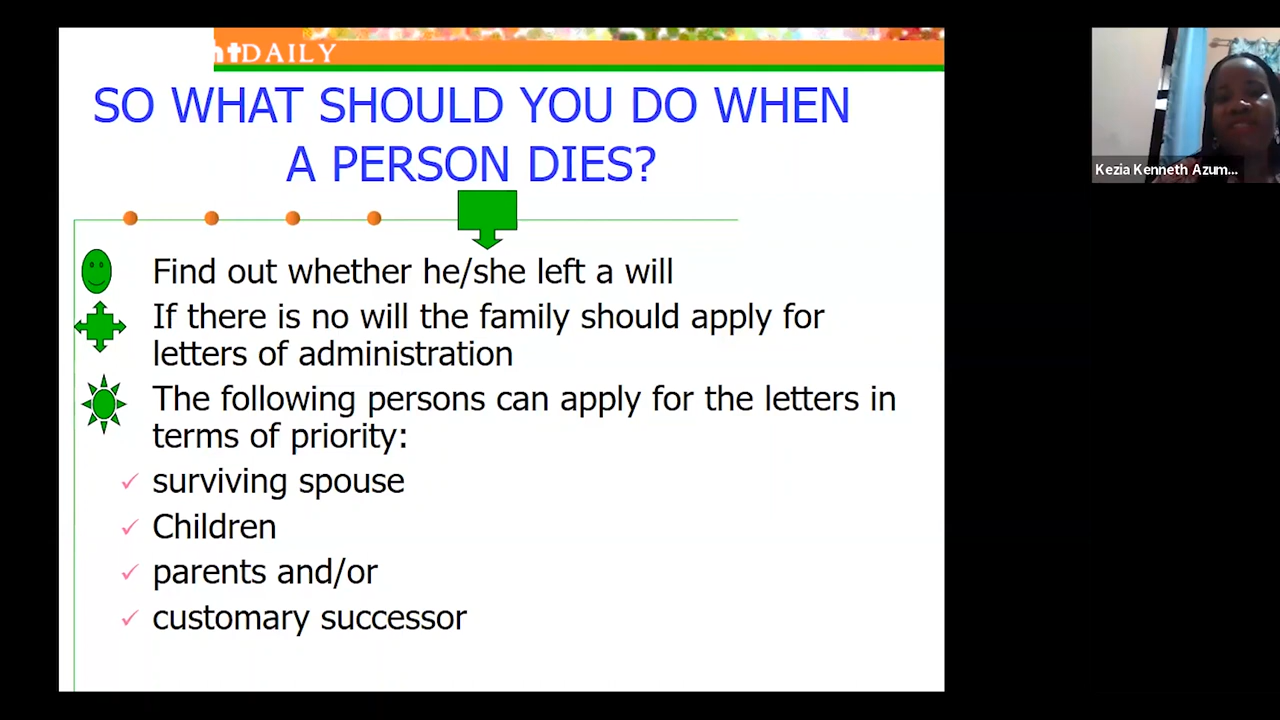 DAILY
SO WHAT SHOULD YOU DO WHEN
A PERSON DIES?
Find out whether he/she left a will
If there is no will the family should apply for
letters of administration
The following persons can apply for the letters in
terms of priority:
✓ surviving spouse
✓ Children
✓ parents and/or
✓ customary successor
Kezia Kenneth Azum...